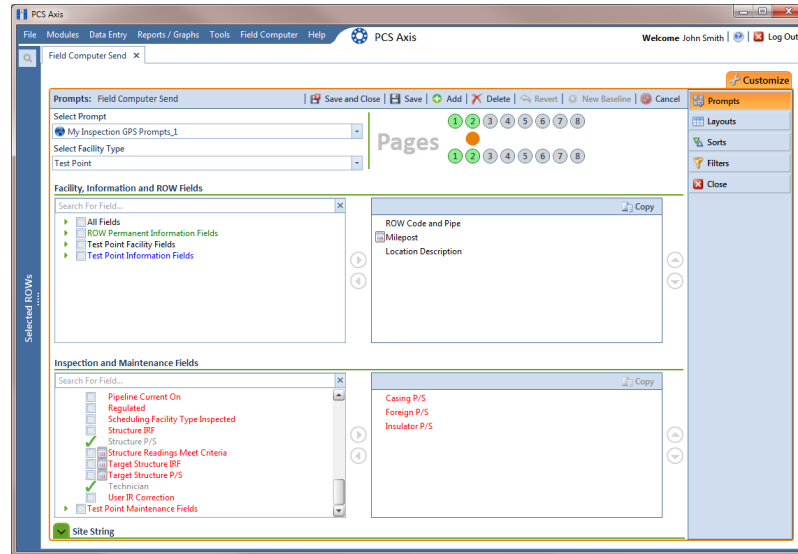 PCS Axis
File Modules Data Entry Reports / Graphs Tools Field Computer Help PCS Axis Welcome John Smith | | Log Out
Field Computer Send
Customize
Prompts: Field Computer Send | Save and Close | Save | Add | Delete | Revert | New Baseline | Cancel
Prompts
Layouts
Sorts
Filters
Close
Select Prompt
My Inspection GPS Prompts_1
Select Facility Type
Test Point
Pages
1 2 3 4 5 6 7 8
1 2 3 4 5 6 7 8
Facility, Information and ROW Fields
Search For Field...
All Fields
ROW Permanent Information Fields
Test Point Facility Fields
Test Point Information Fields
Copy
ROW Code and Pipe
Milepost
Location Description
Selected ROWs
Inspection and Maintenance Fields
Search For Field...
Pipeline Current On
Regulated
Scheduling Facility Type Inspected
Structure IRF
Structure P/S
Structure Readings Meet Criteria
Target Structure IRF
Target Structure P/S
Technician
User IR Correction
Test Point Maintenance Fields
Copy
Casing P/S
Foreign P/S
Insulator P/S
Site String